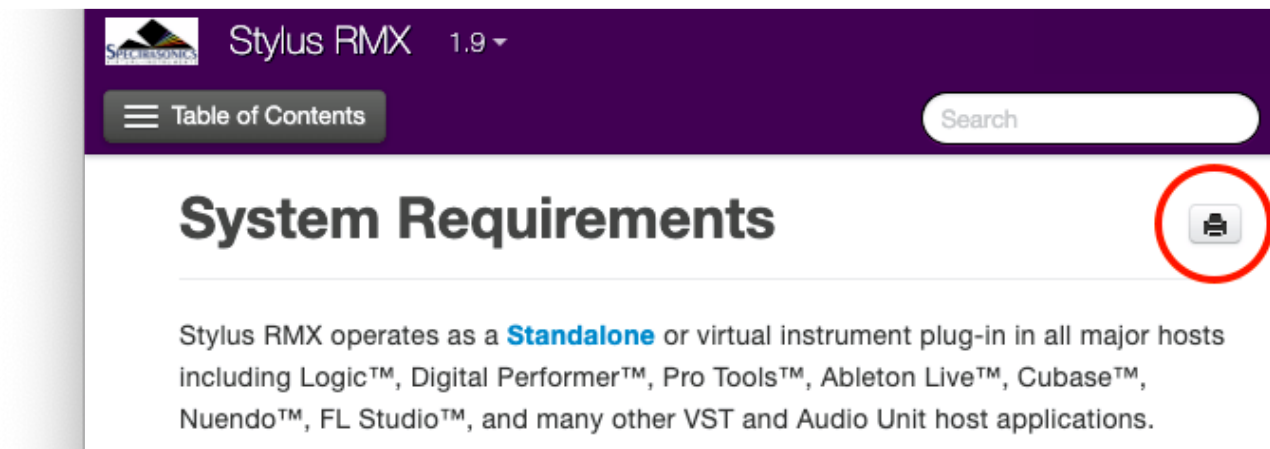 SPECTRASONICS
Stylus RMX 1.9
Table of Contents
Search
System Requirements
Stylus RMX operates as a Standalone or virtual instrument plug-in in all major hosts
including Logic™, Digital Performer™, Pro Tools™, Ableton Live™, Cubase™,
Nuendo™, FL Studio™, and many other VST and Audio Unit host applications.